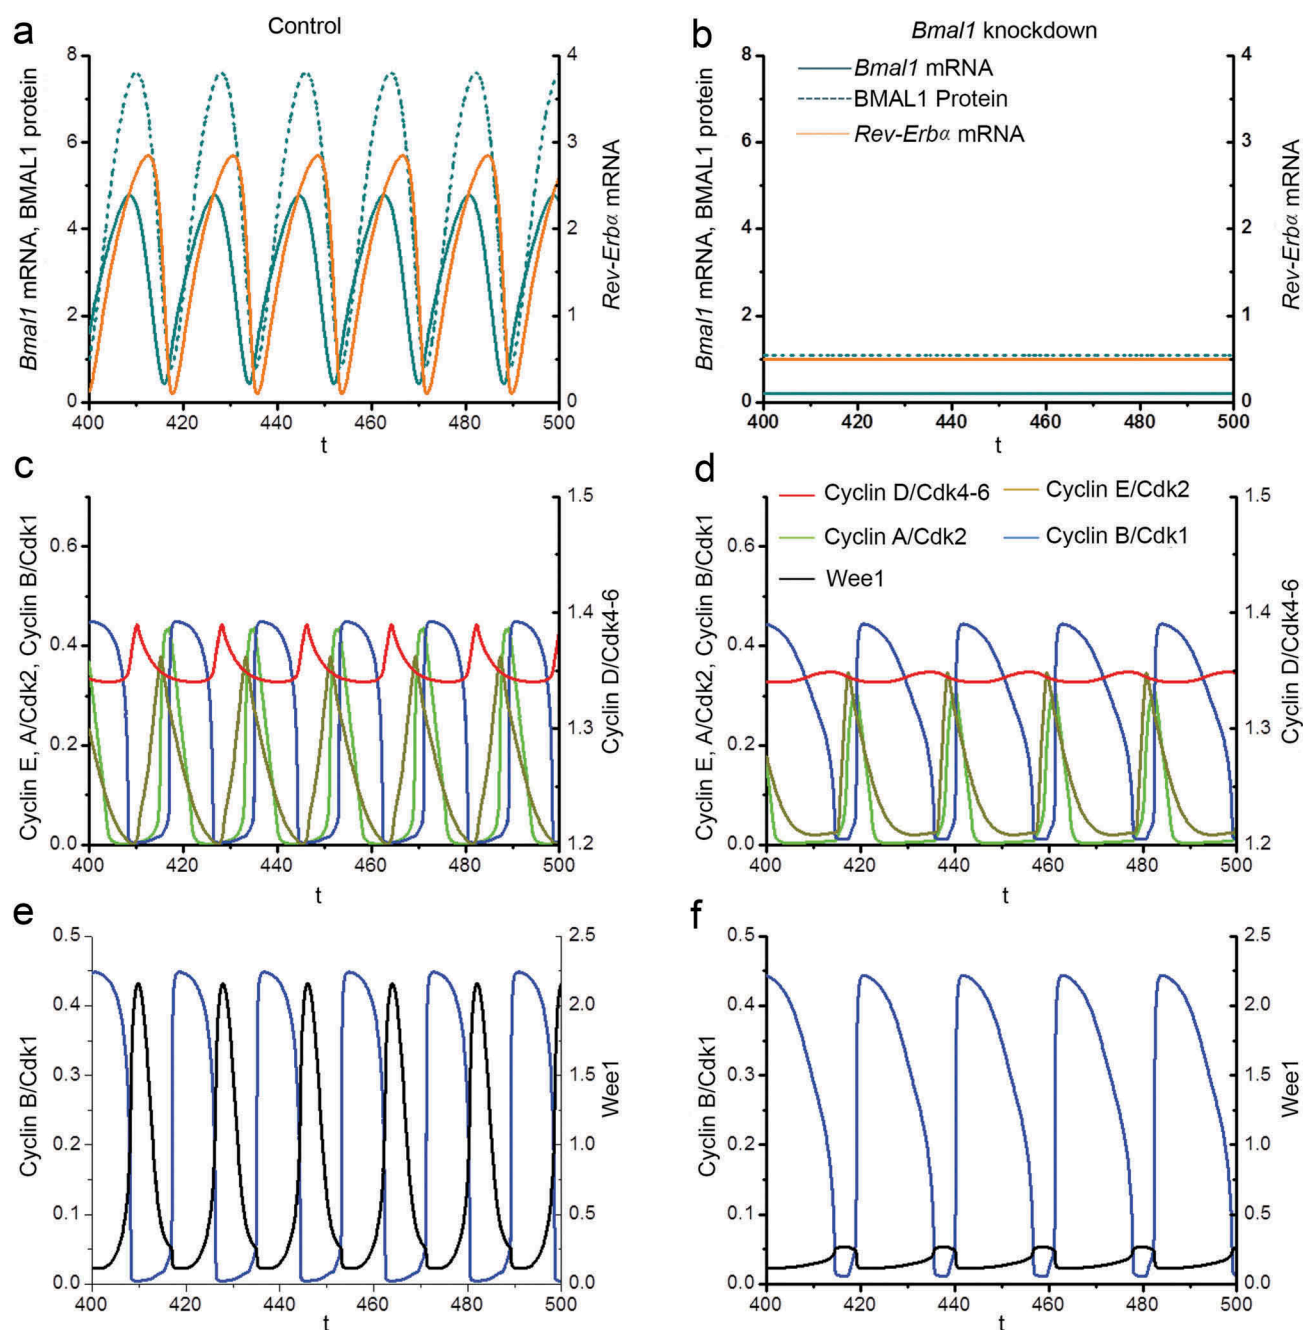 a
Control
8
6
4
2
0
4
3
2
1
0
400
420
440
460
480
500
t
Bmal1 mRNA, BMAL1 protein
Rev-Erbα mRNA
b
Bmal1 knockdown
Bmal1 mRNA
BMAL1 Protein
Rev-Erbα mRNA
8
6
4
2
0
4
3
2
1
0
400
420
440
460
480
500
t
Bmal1 mRNA, BMAL1 protein
Rev-Erbα mRNA
c
0.6
0.4
0.2
0.0
1.5
1.4
1.3
1.2
400
420
440
460
480
500
t
Cyclin E, A/Cdk2, Cyclin B/Cdk1
Cyclin D/Cdk4-6
d
Cyclin D/Cdk4-6
Cyclin E/Cdk2
Cyclin A/Cdk2
Cyclin B/Cdk1
Wee1
0.6
0.4
0.2
0.0
1.5
1.4
1.3
1.2
400
420
440
460
480
500
t
Cyclin E, A/Cdk2, Cyclin B/Cdk1
Cyclin D/Cdk4-6
e
0.5
0.4
0.3
0.2
0.1
0.0
2.5
2.0
1.5
1.0
0.5
0.0
400
420
440
460
480
500
t
Cyclin B/Cdk1
Wee1
f
0.5
0.4
0.3
0.2
0.1
0.0
2.5
2.0
1.5
1.0
0.5
0.0
400
420
440
460
480
500
t
Cyclin B/Cdk1
Wee1